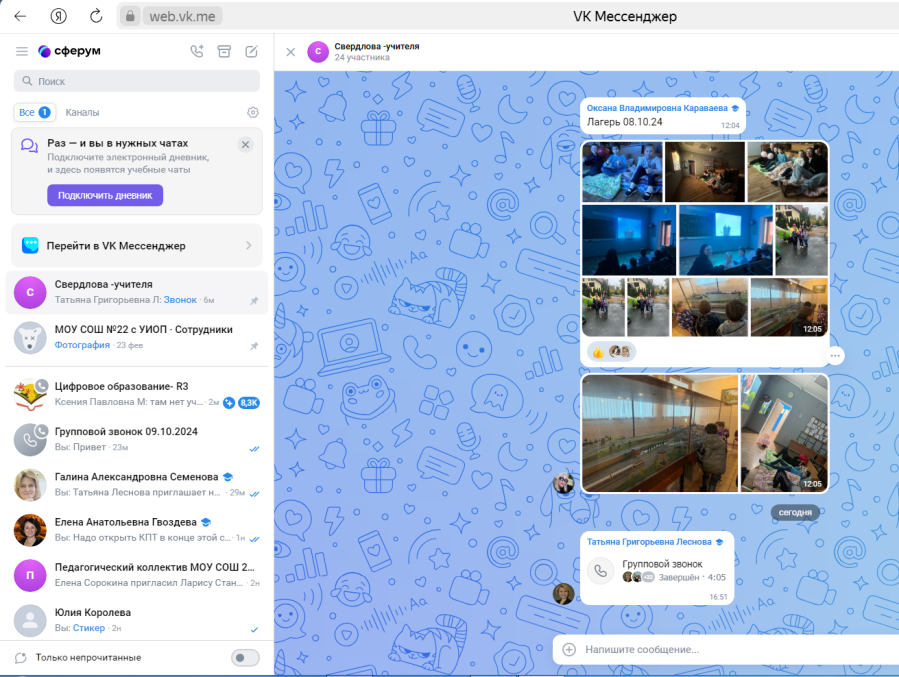 web.vk.me
VK Мессенджер
сферум
Поиск
Все 1
Каналы
Раз — и вы в нужных чатах
Подключите электронный дневник,
и здесь появятся учебные чаты
Подключить дневник
Перейти в VK Мессенджер
С
Свердлова -учителя
Татьяна Григорьевна Л: Звонок · 6м
МОУ СОШ №22 с УИОП - Сотрудники
Фотография · 23 фев
Цифровое образование- R3
Ксения Павловна М: там нет уч... · 2м
8,3K
Групповой звонок 09.10.2024
Вы: Привет · 23м
Галина Александровна Семенова
Вы: Татьяна Леснова приглашает н... · 29м
Елена Анатольевна Гвоздева
Вы: Надо открыть КПТ в конце этой с... · 1н
П
Педагогический коллектив МОУ СОШ 2...
Елена Сорокина пригласил Ларису Стан... · 2н
Юлия Королева
Вы: Стикер · 2н
Только непрочитанные
С
Свердлова -учителя
24 участника
Оксана Владимировна Караваева
Лагерь 08.10.24
12:04
12:05
12:05
сегодня
Татьяна Григорьевна Леснова
Групповой звонок
Завершён · 4:05
16:51
Напишите сообщение...